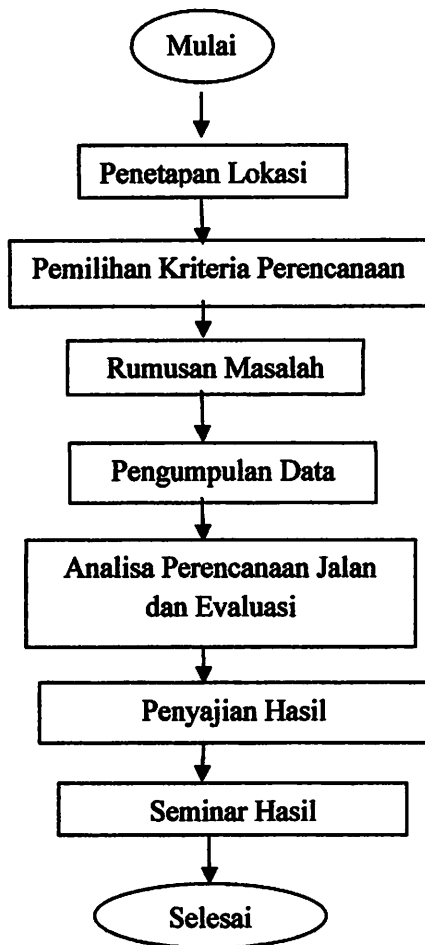 Mulai
Penetapan Lokasi
Pemilihan Kriteria Perencanaan
Rumusan Masalah
Pengumpulan Data
Analisa Perencanaan Jalan
dan Evaluasi
Penyajian Hasil
Seminar Hasil
Selesai